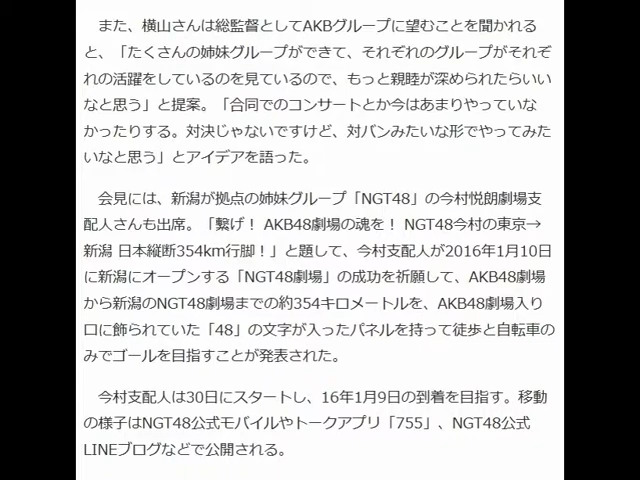 また、横山さんは総監督としてAKBグループに望むことを聞かれる
と、「たくさんの姉妹グループができて、それぞれのグループがそれぞ
れの活躍をしているのを見ているので、もっと親睦が深められたらいい
なと思う」と提案。「合同でのコンサートとか今はあまりやっていな
かったりする。対決じゃないですけど、対バンみたいな形でやってみた
いなと思う」とアイデアを語った。
会見には、新潟が拠点の姉妹グループ「NGT48」の今村悦朗劇場支
配人さんも出席。「繋げ！ AKB48劇場の魂を！ NGT48今村の東京→
新潟 日本縦断354km行脚！」と題して、今村支配人が2016年1月10日
に新潟にオープンする「NGT48劇場」の成功を祈願して、AKB48劇場
から新潟のNGT48劇場までの約354キロメートルを、AKB48劇場入り
口に飾られていた「48」の文字が入ったパネルを持って徒歩と自転車の
みでゴールを目指すことが発表された。
今村支配人は30日にスタートし、16年1月9日の到着を目指す。移動
の様子はNGT48公式モバイルやトークアプリ「755」、NGT48公式
LINEブログなどで公開される。